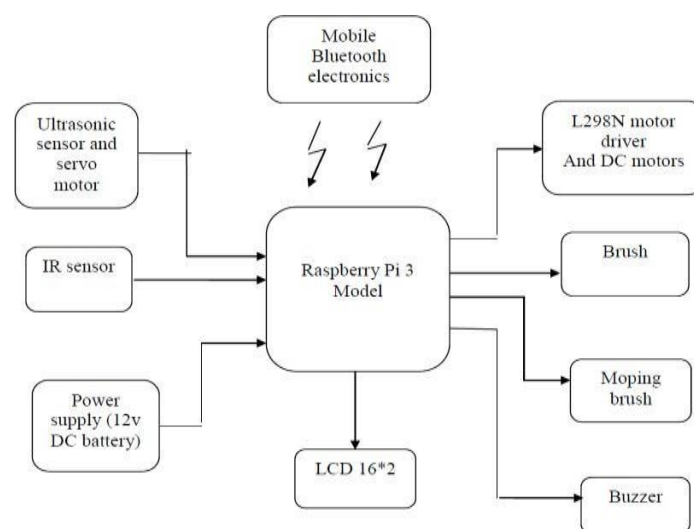 Mobile
Bluetooth
electronics
Ultrasonic
sensor and
servo
motor
L298N motor
driver
And DC motors
IR sensor
Raspberry Pi 3
Model
Brush
Power
supply (12v
DC battery)
Moping
brush
LCD 16*2
Buzzer